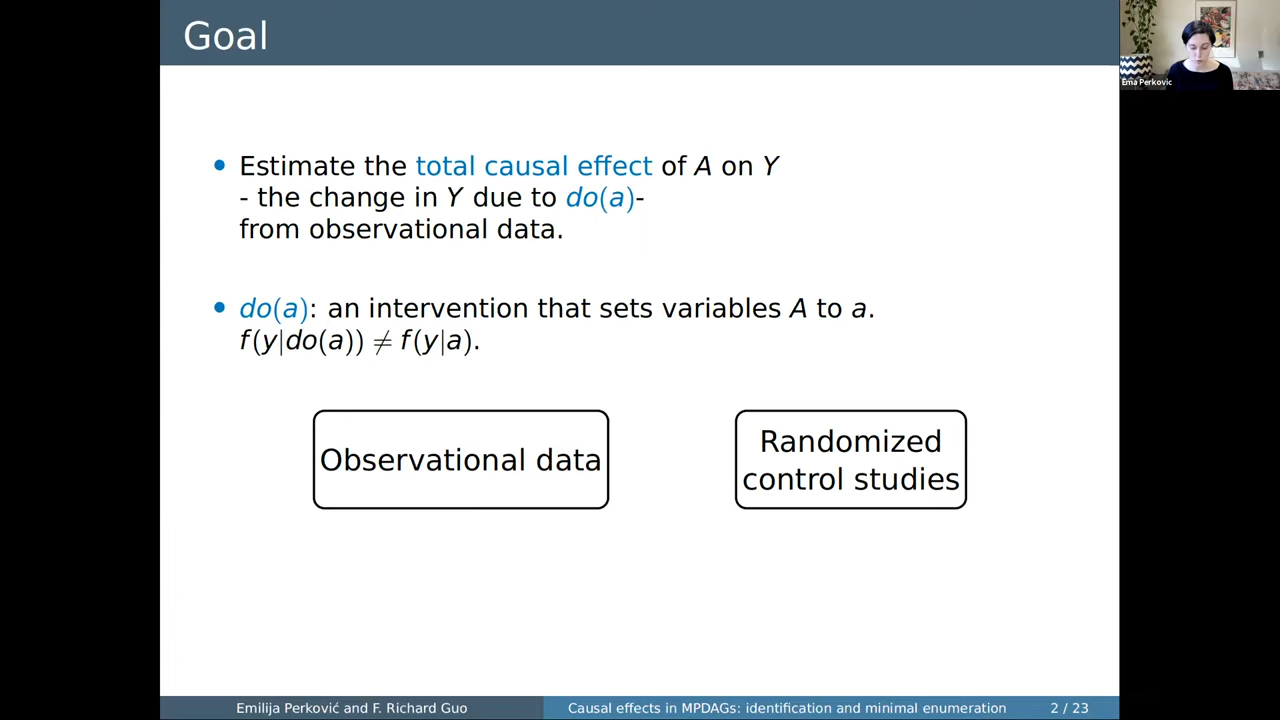 Goal
Ema Perkovic
• Estimate the total causal effect of A on Y
- the change in Y due to do(a)-
from observational data.
• do(a): an intervention that sets variables A to a.
f(y|do(a)) ≠ f(y|a).
Observational data
Randomized
control studies
Emilija Perković and F. Richard Guo
Causal effects in MPDAGs: identification and minimal enumeration
2 / 23